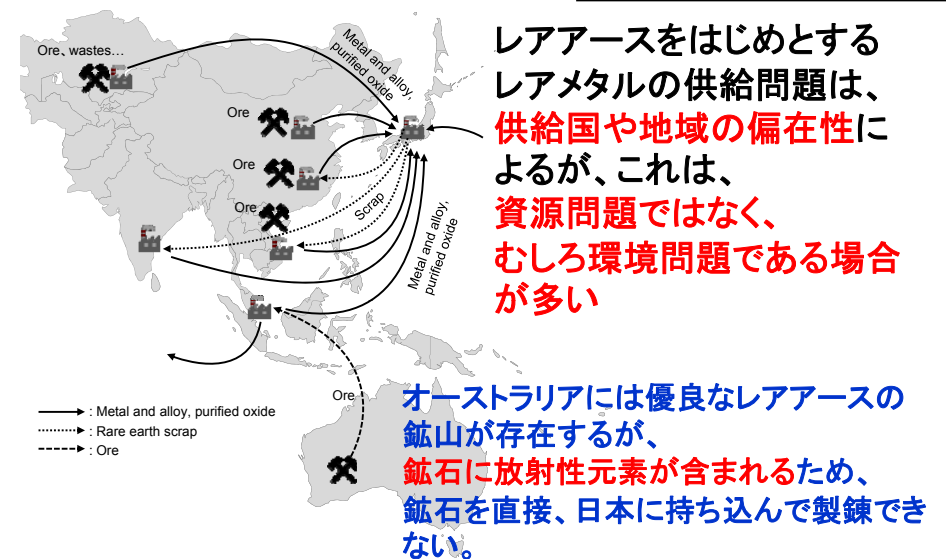 Ore、wastes…
Metal and alloy,
purified oxide
Ore
Ore
Ore
Scrap
Metal and alloy,
purified oxide
Ore
: Metal and alloy, purified oxide
: Rare earth scrap
: Ore
レアアースをはじめとする
レアメタルの供給問題は、
供給国や地域の偏在性に
よるが、これは、
資源問題ではなく、
むしろ環境問題である場合
が多い
オーストラリアには優良なレアアースの
鉱山が存在するが、
鉱石に放射性元素が含まれるため、
鉱石を直接、日本に持ち込んで製錬でき
ない。